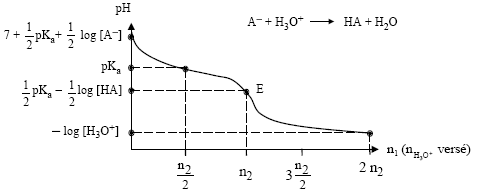 pH
A⁻ + H₃O⁺ ⟶ HA + H₂O
7 + 1/2 pKₐ + 1/2 log [A⁻]
pKₐ
1/2 pKₐ − 1/2 log [HA]
E
− log [H₃O⁺]
n₂/2
n₂
3 n₂/2
2 n₂
n₁ (n_H₃O⁺ versé)